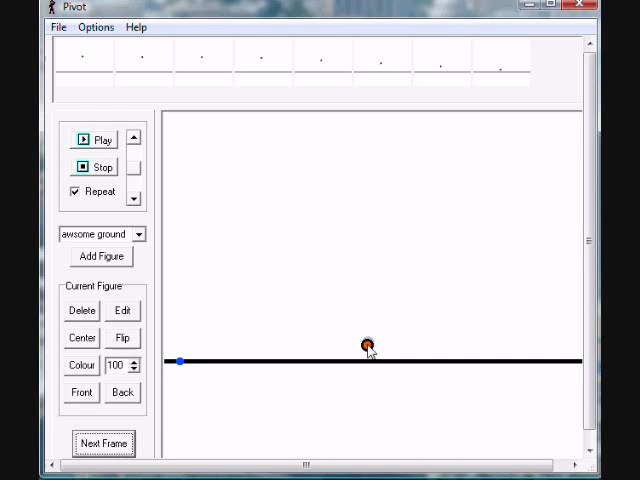 Pivot
File Options Help
Play
Stop
Repeat
awsome ground
Add Figure
Current Figure
Delete Edit
Center Flip
Colour 100
Front Back
Next Frame